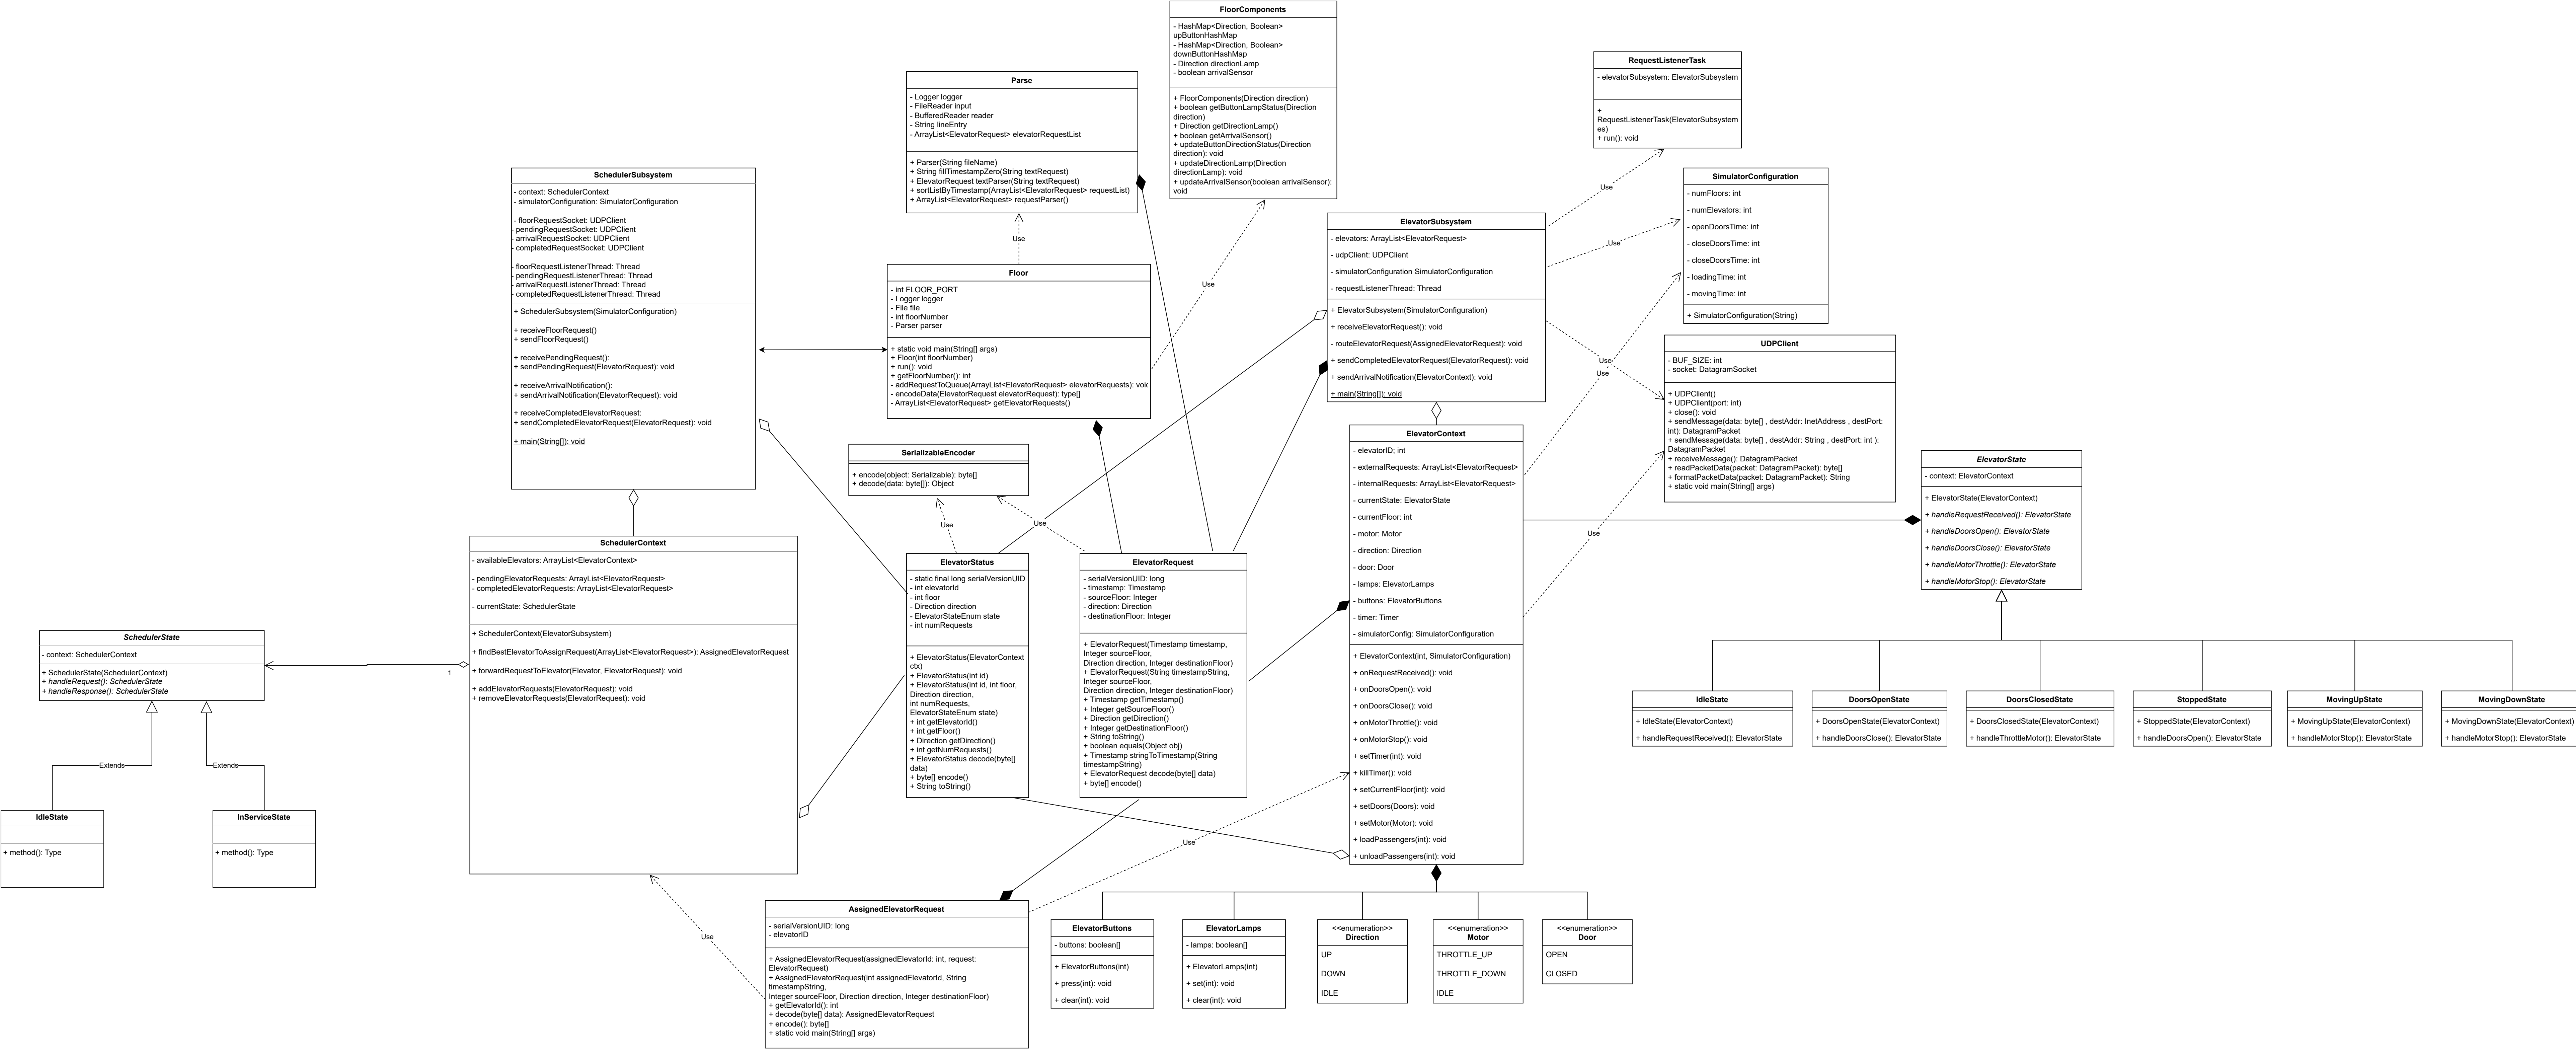 FloorComponents
- HashMap<Direction, Boolean>
upButtonHashMap
- HashMap<Direction, Boolean>
downButtonHashMap
- Direction directionLamp
- boolean arrivalSensor
+ FloorComponents(Direction direction)
+ boolean getButtonLampStatus(Direction
direction)
+ Direction getDirectionLamp()
+ boolean getArrivalSensor()
+ updateButtonDirectionStatus(Direction
direction): void
+ updateDirectionLamp(Direction
directionLamp): void
+ updateArrivalSensor(boolean arrivalSensor):
void
RequestListenerTask
- elevatorSubsystem: ElevatorSubsystem
+
RequestListenerTask(ElevatorSubsystem
es)
+ run(): void
Parse
- Logger logger
- FileReader input
- BufferedReader reader
- String lineEntry
- ArrayList<ElevatorRequest> elevatorRequestList
+ Parser(String fileName)
+ String fillTimestampZero(String textRequest)
+ ElevatorRequest textParser(String textRequest)
+ sortListByTimestamp(ArrayList<ElevatorRequest> requestList)
+ ArrayList<ElevatorRequest> requestParser()
SchedulerSubsystem
- context: SchedulerContext
- simulatorConfiguration: SimulatorConfiguration
- floorRequestSocket: UDPClient
- pendingRequestSocket: UDPClient
- arrivalRequestSocket: UDPClient
- completedRequestSocket: UDPClient
- floorRequestListenerThread: Thread
- pendingRequestListenerThread: Thread
- arrivalRequestListenerThread: Thread
- completedRequestListenerThread: Thread
+ SchedulerSubsystem(SimulatorConfiguration)
+ receiveFloorRequest()
+ sendFloorRequest()
+ receivePendingRequest():
+ sendPendingRequest(ElevatorRequest): void
+ receiveArrivalNotification():
+ sendArrivalNotification(ElevatorRequest): void
+ receiveCompletedElevatorRequest:
+ sendCompletedElevatorRequest(ElevatorRequest): void
+ main(String[]): void
SimulatorConfiguration
- numFloors: int
- numElevators: int
- openDoorsTime: int
- closeDoorsTime: int
- closeDoorsTime: int
- loadingTime: int
- movingTime: int
+ SimulatorConfiguration(String)
Use
Use
Use
Use
ElevatorSubsystem
- elevators: ArrayList<ElevatorRequest>
- udpClient: UDPClient
- simulatorConfiguration SimulatorConfiguration
- requestListenerThread: Thread
+ ElevatorSubsystem(SimulatorConfiguration)
+ receiveElevatorRequest(): void
- routeElevatorRequest(AssignedElevatorRequest): void
+ sendCompletedElevatorRequest(ElevatorRequest): void
+ sendArrivalNotification(ElevatorContext): void
+ main(String[]): void
Floor
- int FLOOR_PORT
- Logger logger
- File file
- int floorNumber
- Parser parser
+ static void main(String[] args)
+ Floor(int floorNumber)
+ run(): void
+ getFloorNumber(): int
- addRequestToQueue(ArrayList<ElevatorRequest> elevatorRequests): void
- encodeData(ElevatorRequest elevatorRequest): type[]
- ArrayList<ElevatorRequest> getElevatorRequests()
UDPClient
- BUF_SIZE: int
- socket: DatagramSocket
+ UDPClient()
+ UDPClient(port: int)
+ close(): void
+ sendMessage(data: byte[] , destAddr: InetAddress , destPort:
int): DatagramPacket
+ sendMessage(data: byte[] , destAddr: String , destPort: int ):
DatagramPacket
+ receiveMessage(): DatagramPacket
+ readPacketData(packet: DatagramPacket): byte[]
+ formatPacketData(packet: DatagramPacket): String
+ static void main(String[] args)
Use
Use
Use
SerializableEncoder
+ encode(object: Serializable): byte[]
+ decode(data: byte[]): Object
Use
Use
ElevatorContext
- elevatorID; int
- externalRequests: ArrayList<ElevatorRequest>
- internalRequests: ArrayList<ElevatorRequest>
- currentState: ElevatorState
- currentFloor: int
- motor: Motor
- direction: Direction
- door: Door
- lamps: ElevatorLamps
- buttons: ElevatorButtons
- timer: Timer
- simulatorConfig: SimulatorConfiguration
+ ElevatorContext(int, SimulatorConfiguration)
+ onRequestReceived(): void
+ onDoorsOpen(): void
+ onDoorsClose(): void
+ onMotorThrottle(): void
+ onMotorStop(): void
+ setTimer(int): void
+ killTimer(): void
+ setCurrentFloor(int): void
+ setDoors(Doors): void
+ setMotor(Motor): void
+ loadPassengers(int): void
+ unloadPassengers(int): void
ElevatorState
- context: ElevatorContext
+ ElevatorState(ElevatorContext)
+ handleRequestReceived(): ElevatorState
+ handleDoorsOpen(): ElevatorState
+ handleDoorsClose(): ElevatorState
+ handleMotorThrottle(): ElevatorState
+ handleMotorStop(): ElevatorState
SchedulerContext
- availableElevators: ArrayList<ElevatorContext>
- pendingElevatorRequests: ArrayList<ElevatorRequest>
- completedElevatorRequests: ArrayList<ElevatorRequest>
- currentState: SchedulerState
+ SchedulerContext(ElevatorSubsystem)
+ findBestElevatorToAssignRequest(ArrayList<ElevatorRequest>): AssignedElevatorRequest
+ forwardRequestToElevator(Elevator, ElevatorRequest): void
+ addElevatorRequests(ElevatorRequest): void
+ removeElevatorRequests(ElevatorRequest): void
ElevatorStatus
- static final long serialVersionUID
- int elevatorId
- int floor
- Direction direction
- ElevatorStateEnum state
- int numRequests
+ ElevatorStatus(ElevatorContext
ctx)
+ ElevatorStatus(int id)
+ ElevatorStatus(int id, int floor,
Direction direction,
int numRequests,
ElevatorStateEnum state)
+ int getElevatorId()
+ int getFloor()
+ Direction getDirection()
+ int getNumRequests()
+ ElevatorStatus decode(byte[]
data)
+ byte[] encode()
+ String toString()
ElevatorRequest
- serialVersionUID: long
- timestamp: Timestamp
- sourceFloor: Integer
- direction: Direction
- destinationFloor: Integer
+ ElevatorRequest(Timestamp timestamp,
Integer sourceFloor,
Direction direction, Integer destinationFloor)
+ ElevatorRequest(String timestampString,
Integer sourceFloor,
Direction direction, Integer destinationFloor)
+ Timestamp getTimestamp()
+ Integer getSourceFloor()
+ Direction getDirection()
+ Integer getDestinationFloor()
+ String toString()
+ boolean equals(Object obj)
+ Timestamp stringToTimestamp(String
timestampString)
+ ElevatorRequest decode(byte[] data)
+ byte[] encode()
SchedulerState
- context: SchedulerContext
+ SchedulerState(SchedulerContext)
+ handleRequest(): SchedulerState
+ handleResponse(): SchedulerState
1
Extends
Extends
IdleState
+ method(): Type
InServiceState
+ method(): Type
IdleState
+ IdleState(ElevatorContext)
+ handleRequestReceived(): ElevatorState
DoorsOpenState
+ DoorsOpenState(ElevatorContext)
+ handleDoorsClose(): ElevatorState
DoorsClosedState
+ DoorsClosedState(ElevatorContext)
+ handleThrottleMotor(): ElevatorState
StoppedState
+ StoppedState(ElevatorContext)
+ handleDoorsOpen(): ElevatorState
MovingUpState
+ MovingUpState(ElevatorContext)
+ handleMotorStop(): ElevatorState
MovingDownState
+ MovingDownState(ElevatorContext)
+ handleMotorStop(): ElevatorState
Use
Use
AssignedElevatorRequest
- serialVersionUID: long
- elevatorID
+ AssignedElevatorRequest(assignedElevatorId: int, request:
ElevatorRequest)
+ AssignedElevatorRequest(int assignedElevatorId, String
timestampString,
Integer sourceFloor, Direction direction, Integer destinationFloor)
+ getElevatorId(): int
+ decode(byte[] data): AssignedElevatorRequest
+ encode(): byte[]
+ static void main(String[] args)
ElevatorButtons
- buttons: boolean[]
+ ElevatorButtons(int)
+ press(int): void
+ clear(int): void
ElevatorLamps
- lamps: boolean[]
+ ElevatorLamps(int)
+ set(int): void
+ clear(int): void
<<enumeration>>
Direction
UP
DOWN
IDLE
<<enumeration>>
Motor
THROTTLE_UP
THROTTLE_DOWN
IDLE
<<enumeration>>
Door
OPEN
CLOSED